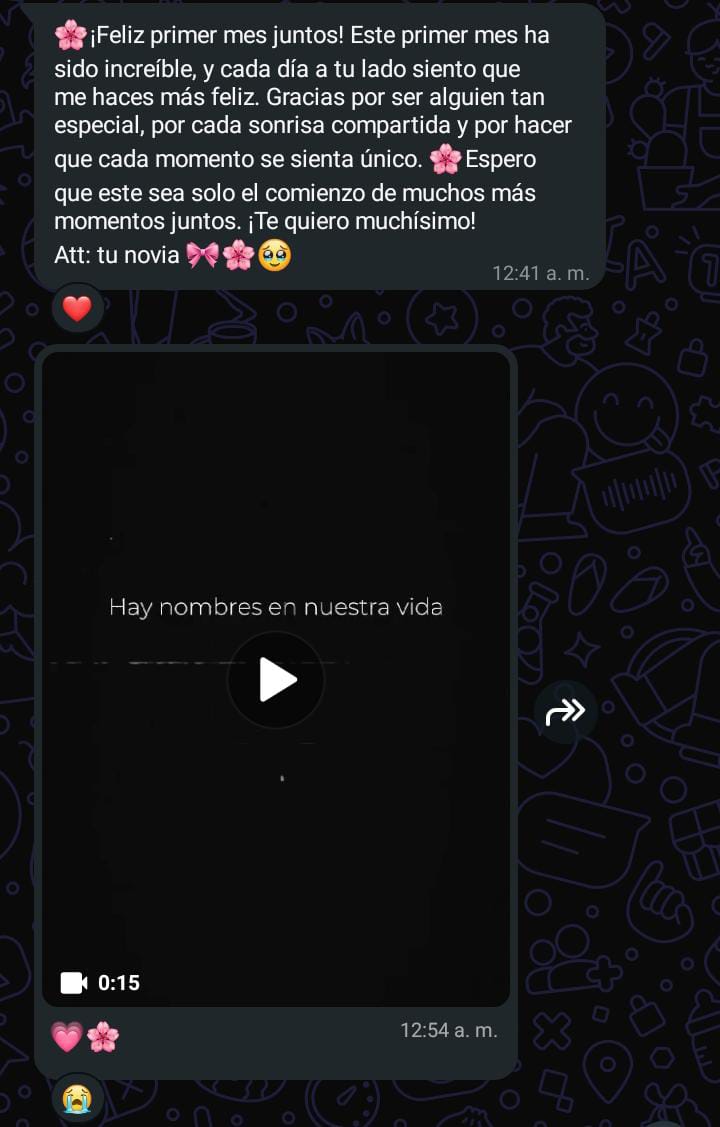 🌸¡Feliz primer mes juntos! Este primer mes ha
sido increíble, y cada día a tu lado siento que
me haces más feliz. Gracias por ser alguien tan
especial, por cada sonrisa compartida y por hacer
que cada momento se sienta único. 🌸Espero
que este sea solo el comienzo de muchos más
momentos juntos. ¡Te quiero muchísimo!
Att: tu novia 🎀🌸🥹
12:41 a. m.
❤️
Hay nombres en nuestra vida
0:15
💗🌸
12:54 a. m.
😭